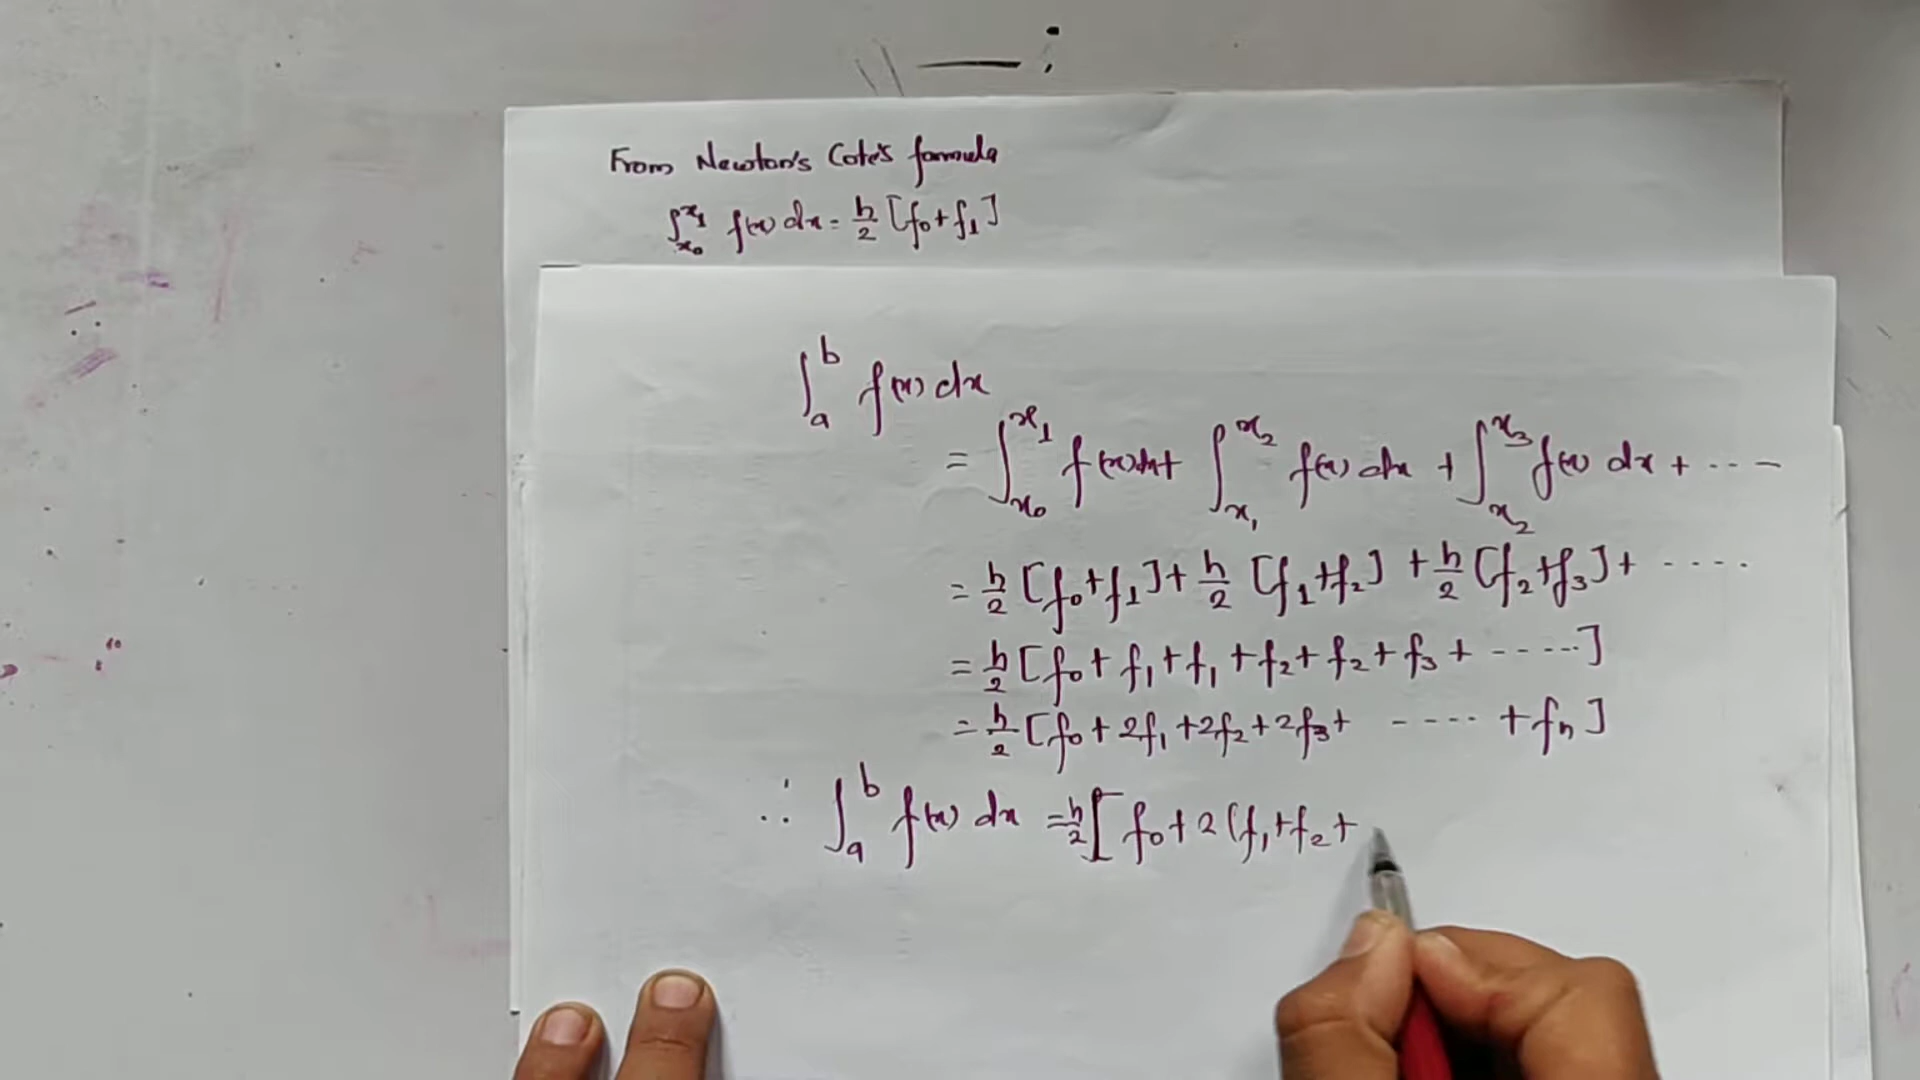 From Newton's Cote's formula
∫_{x₀}^{x₁} f(x) dx = h/2 [f₀ + f₁]
∫_a^b f(x) dx
= ∫_{x₀}^{x₁} f(x) dx + ∫_{x₁}^{x₂} f(x) dx + ∫_{x₂}^{x₃} f(x) dx + ...
= h/2 [f₀ + f₁] + h/2 [f₁ + f₂] + h/2 [f₂ + f₃] + ....
= h/2 [f₀ + f₁ + f₁ + f₂ + f₂ + f₃ + .....]
= h/2 [f₀ + 2f₁ + 2f₂ + 2f₃ + .... + fₙ]
∴ ∫_a^b f(x) dx = h/2 [f₀ + 2(f₁ + f₂ +